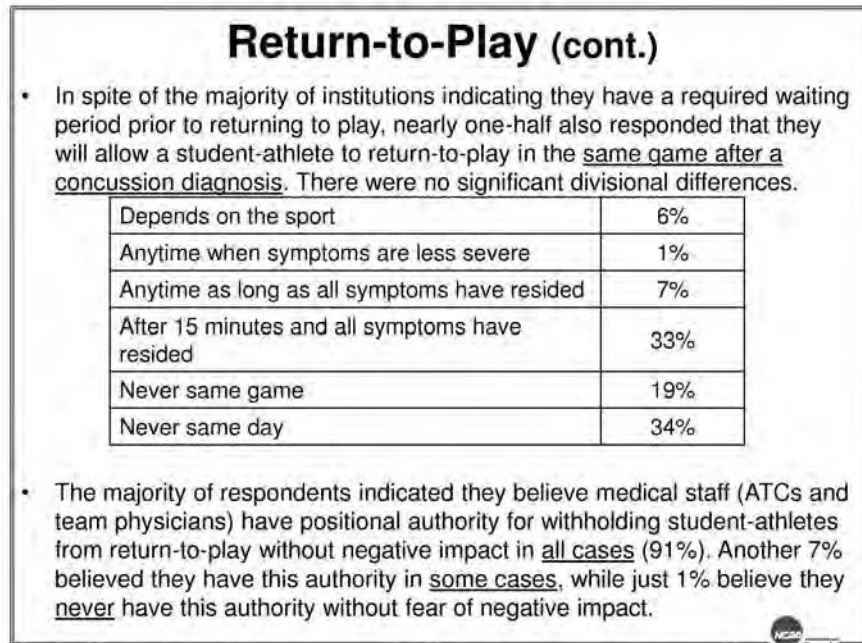 Return-to-Play (cont.)
• In spite of the majority of institutions indicating they have a required waiting
period prior to returning to play, nearly one-half also responded that they
will allow a student-athlete to return-to-play in the same game after a
concussion diagnosis. There were no significant divisional differences.
Depends on the sport 6%
Anytime when symptoms are less severe 1%
Anytime as long as all symptoms have resided 7%
After 15 minutes and all symptoms have
resided 33%
Never same game 19%
Never same day 34%
• The majority of respondents indicated they believe medical staff (ATCs and
team physicians) have positional authority for withholding student-athletes
from return-to-play without negative impact in all cases (91%). Another 7%
believed they have this authority in some cases, while just 1% believe they
never have this authority without fear of negative impact.
NCAA